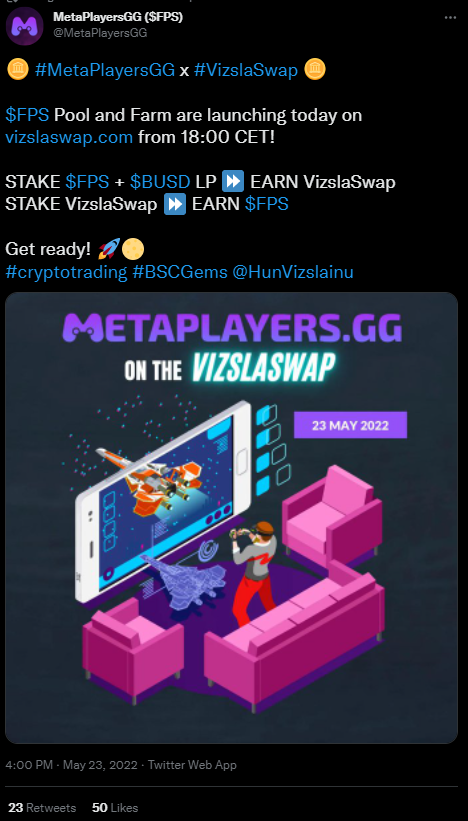 MetaPlayersGG ($FPS)
@MetaPlayersGG
🪙 #MetaPlayersGG x #VizslaSwap 🪙
$FPS Pool and Farm are launching today on
vizslaswap.com from 18:00 CET!
STAKE $FPS + $BUSD LP ⏩ EARN VizslaSwap
STAKE VizslaSwap ⏩ EARN $FPS
Get ready! 🚀🌕
#cryptotrading #BSCGems @HunVizslainu
METAPLAYERS.GG
ON THE VIZSLASWAP
23 MAY 2022
4:00 PM · May 23, 2022 · Twitter Web App
23 Retweets 50 Likes